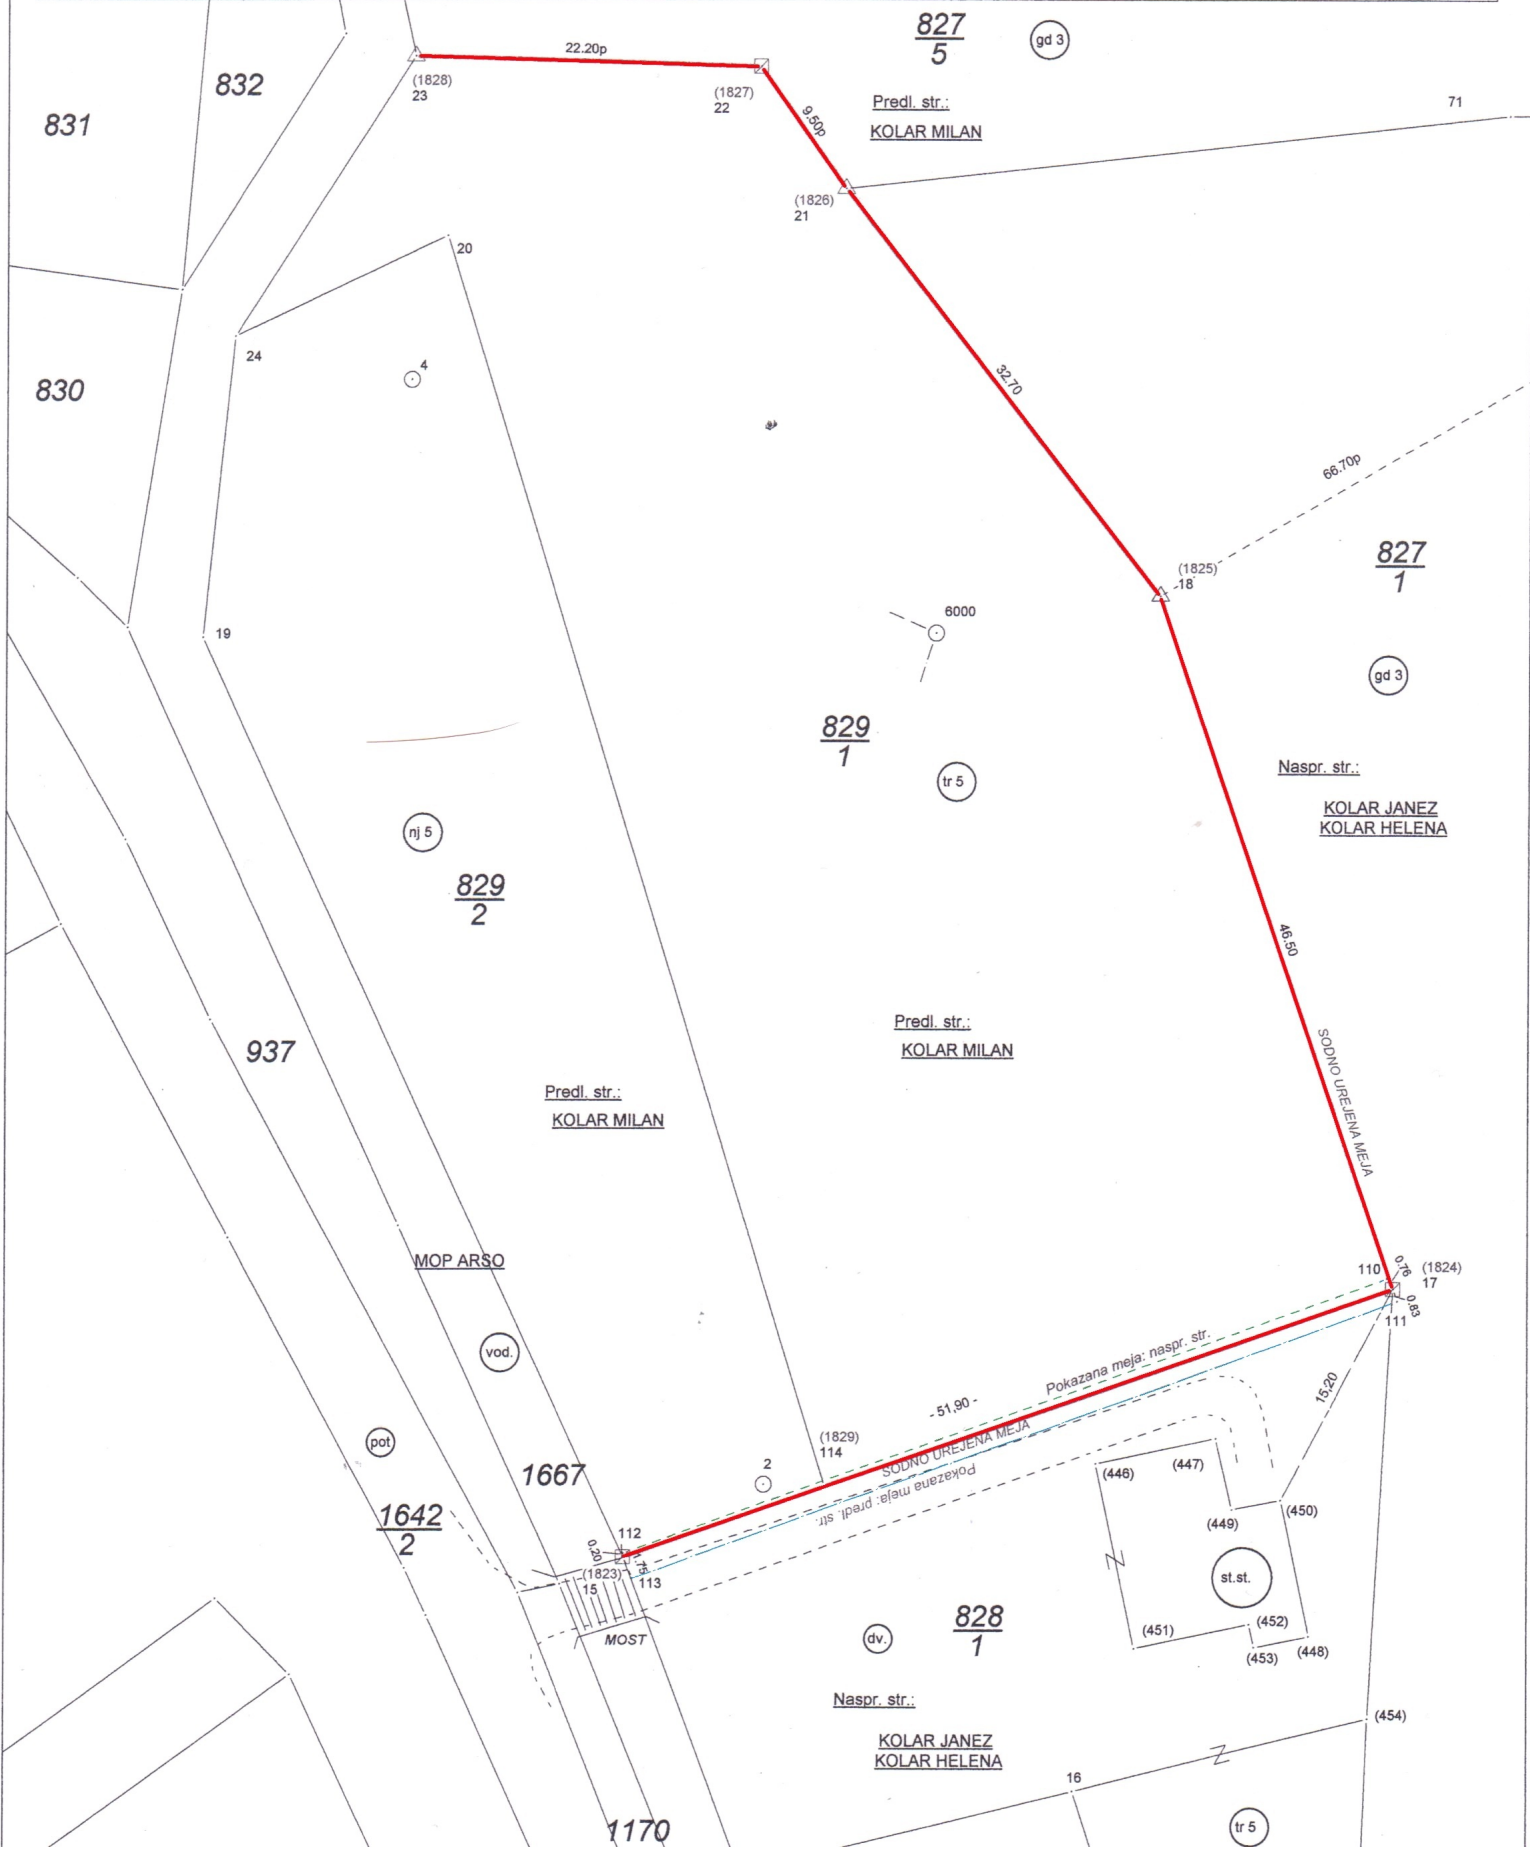 827
5
gd 3
22.20p
832
(1828)
23
(1827)
22
9.50p
Predl. str.:
KOLAR MILAN
71
831
(1826)
21
20
24
4
830
32.70
66.70p
827
1
(1825)
18
6000
19
gd 3
829
1
tr 5
Naspr. str.:
KOLAR JANEZ
KOLAR HELENA
nj 5
829
2
46.50
Predl. str.:
KOLAR MILAN
937
SODNO UREJENA MEJA
Predl. str.:
KOLAR MILAN
MOP ARSO
110
0.76
(1824)
17
0.83
111
vod.
Pokazana meja: naspr. str.
15,20
- 51,90 -
pot
(1829)
114
SODNO UREJENA MEJA
Pokazana meja: predl. str.
2
1667
(446)
(447)
(449)
(450)
1642
2
112
0.20
1.75
(1823)
15
113
st.st.
MOST
dv.
828
1
(451)
(452)
(453)
(448)
Naspr. str.:
KOLAR JANEZ
KOLAR HELENA
(454)
16
1170
tr 5